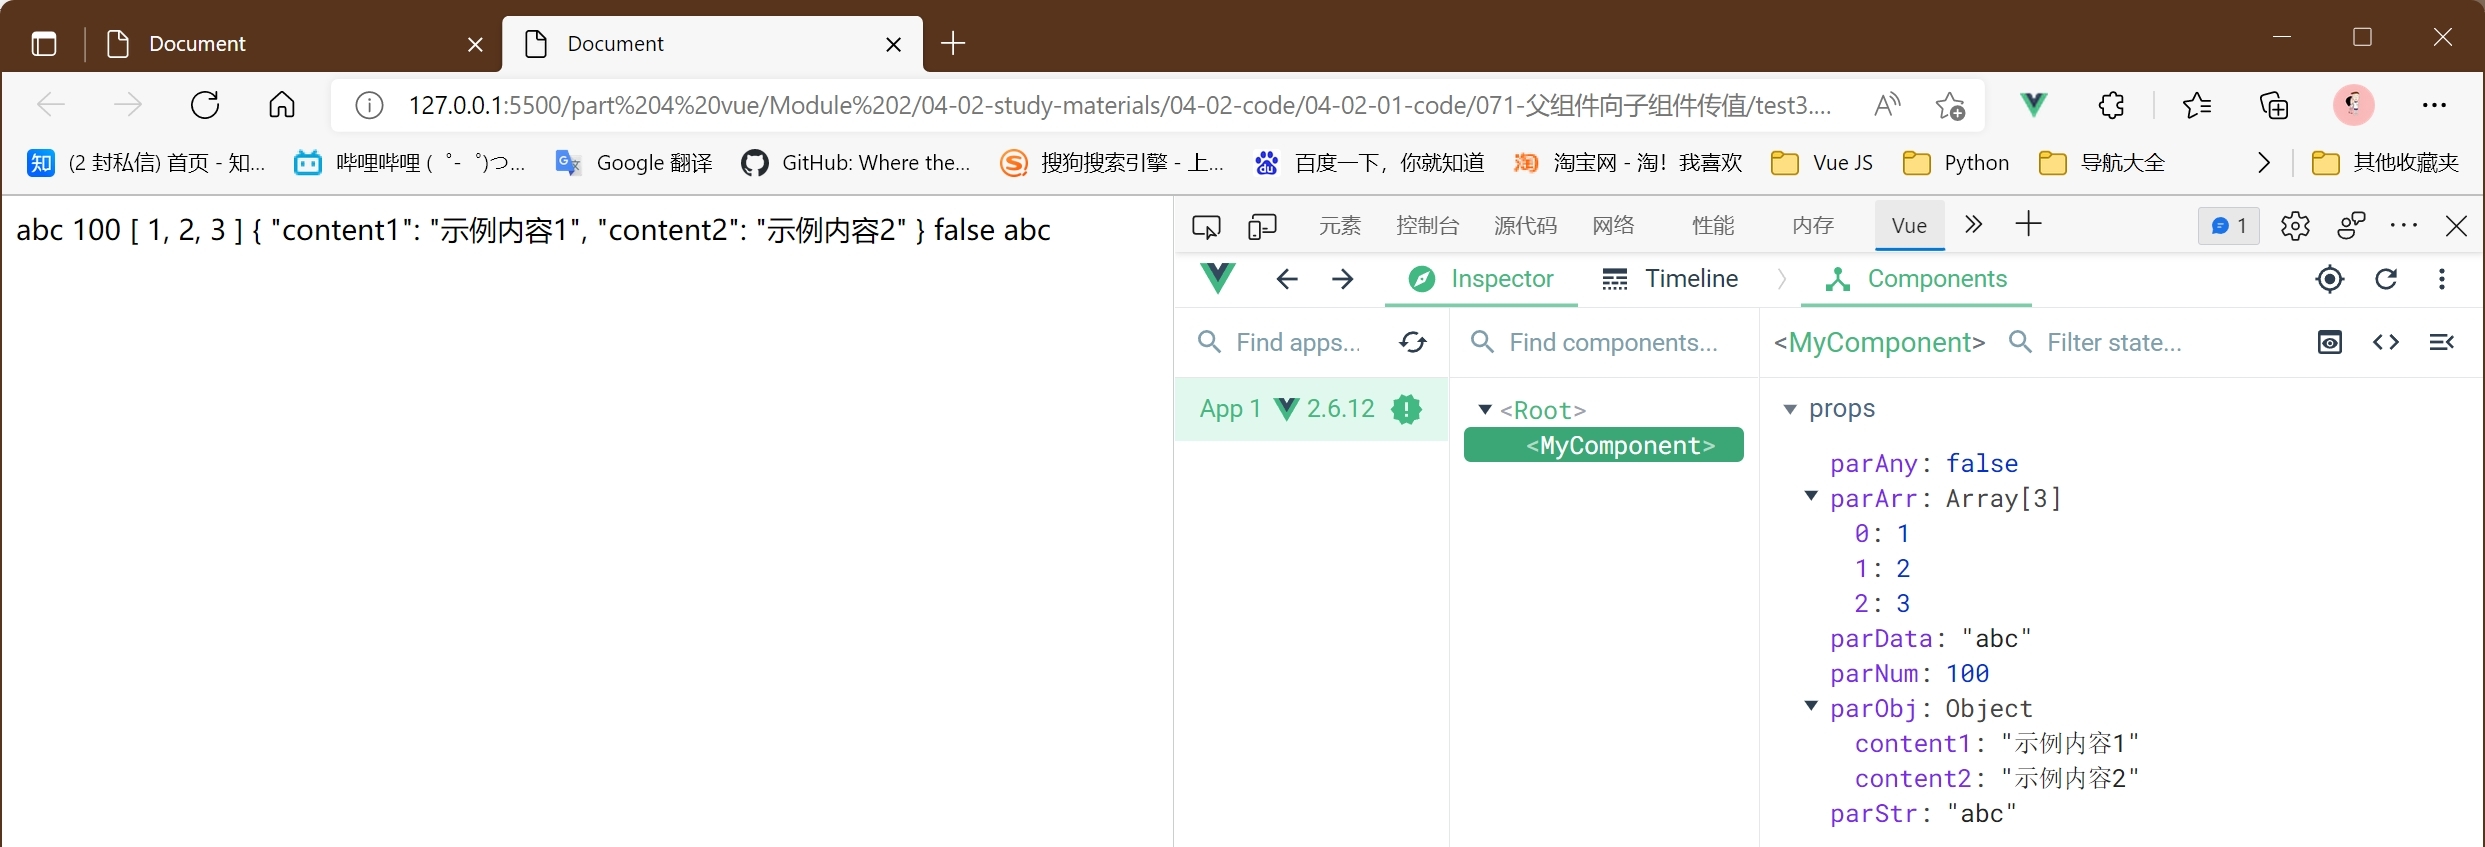 Document
Document
127.0.0.1:5500/part%204%20vue/Module%202/04-02-study-materials/04-02-code/04-02-01-code/071-父组件向子组件传值/test3....
(2 封私信) 首页 - 知...
哔哩哔哩 ( ゜- ゜)つ...
Google 翻译
GitHub: Where the...
搜狗搜索引擎 - 上...
百度一下，你就知道
淘宝网 - 淘！我喜欢
Vue JS
Python
导航大全
其他收藏夹
abc 100 [ 1, 2, 3 ] { "content1": "示例内容1", "content2": "示例内容2" } false abc
元素 控制台 源代码 网络 性能 内存 Vue 1
Inspector Timeline Components
Find apps... Find components... <MyComponent> Filter state...
App 1 2.6.12
<Root>
<MyComponent>
props
parAny: false
parArr: Array[3]
0: 1
1: 2
2: 3
parData: "abc"
parNum: 100
parObj: Object
content1: "示例内容1"
content2: "示例内容2"
parStr: "abc"